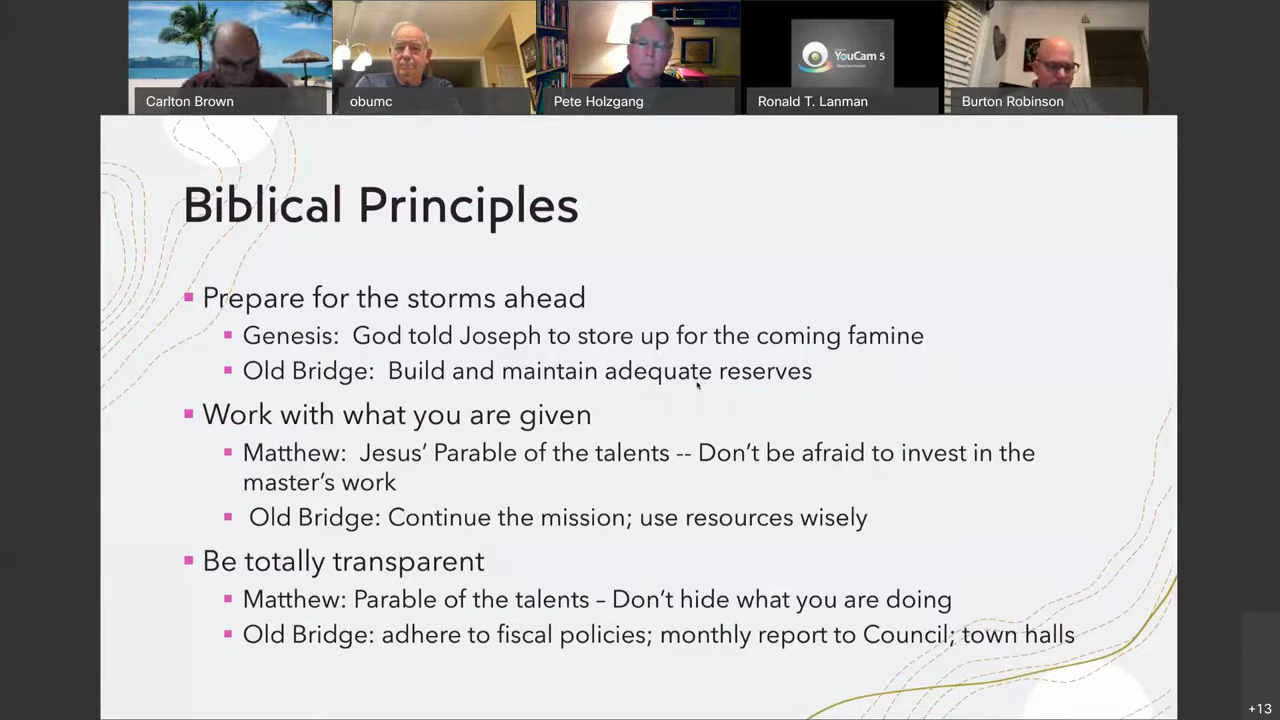 Carlton Brown
obumc
Pete Holzgang
YouCam 5
Ronald T. Lanman
Burton Robinson
Biblical Principles
Prepare for the storms ahead
Genesis: God told Joseph to store up for the coming famine
Old Bridge: Build and maintain adequate reserves
Work with what you are given
Matthew: Jesus’ Parable of the talents -- Don’t be afraid to invest in the
master’s work
Old Bridge: Continue the mission; use resources wisely
Be totally transparent
Matthew: Parable of the talents – Don’t hide what you are doing
Old Bridge: adhere to fiscal policies; monthly report to Council; town halls
+13